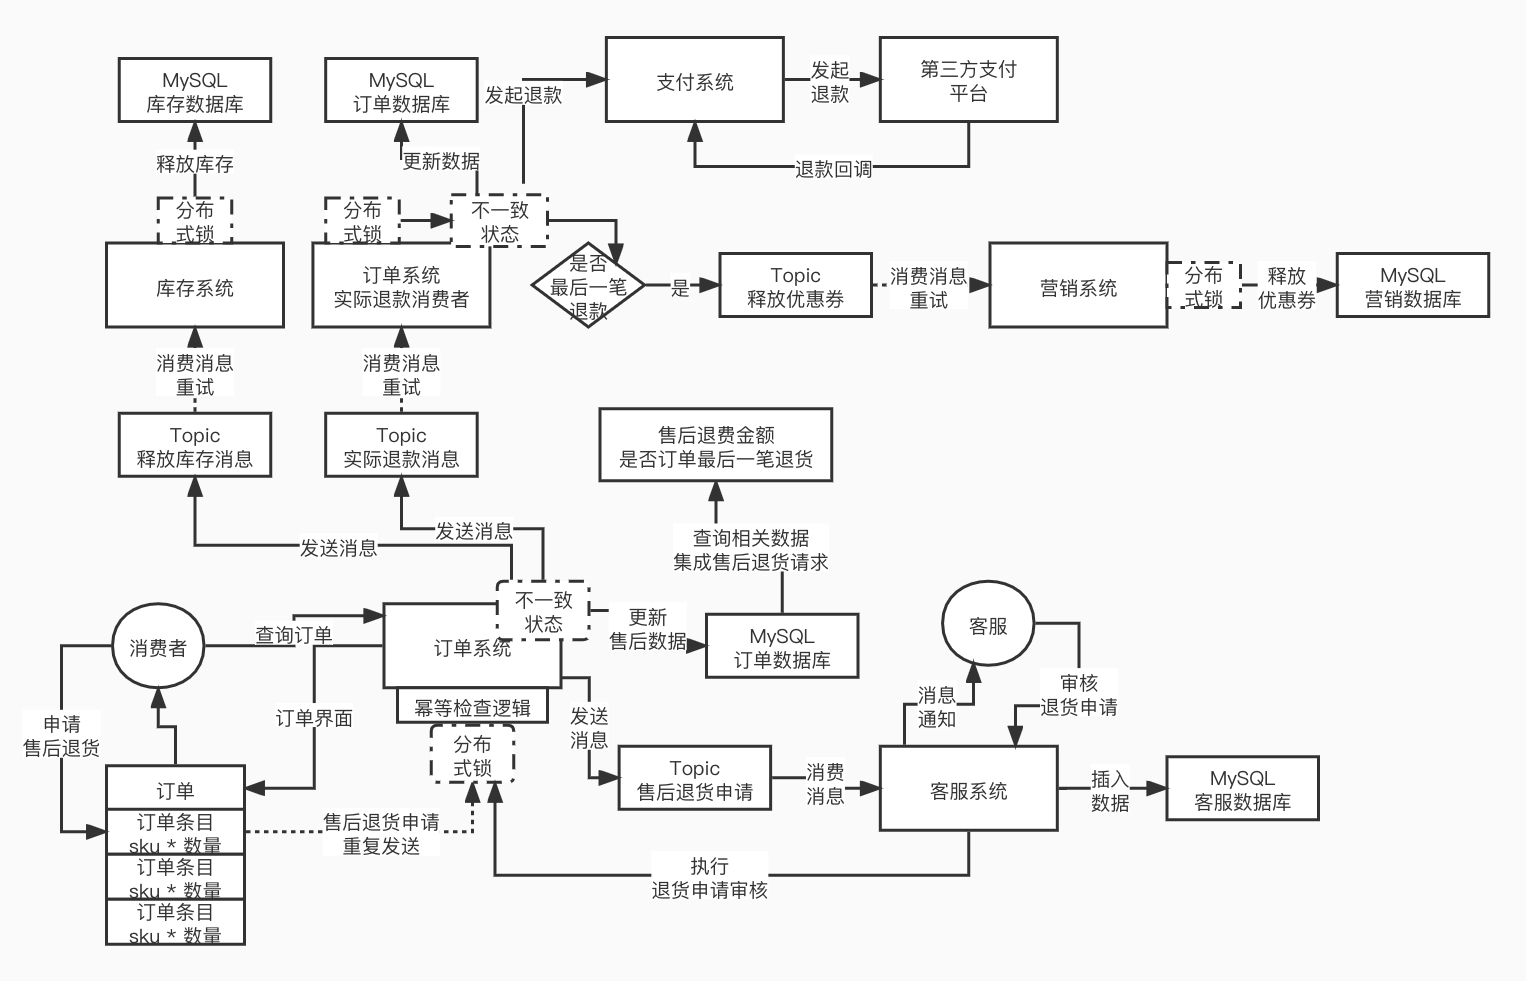 MySQL
库存数据库
MySQL
订单数据库
发起退款
支付系统
发起
退款
第三方支付
平台
释放库存
更新数据
退款回调
分布
式锁
分布
式锁
不一致
状态
库存系统
订单系统
实际退款消费者
是否
最后一笔
退款
是
Topic
释放优惠券
消费消息
重试
营销系统
分布
式锁
释放
优惠券
MySQL
营销数据库
消费消息
重试
消费消息
重试
Topic
释放库存消息
Topic
实际退款消息
售后退费金额
是否订单最后一笔退货
发送消息
发送消息
查询相关数据
集成售后退货请求
不一致
状态
更新
售后数据
MySQL
订单数据库
消费者
查询订单
订单系统
幂等检查逻辑
分布
式锁
客服
消息
通知
审核
退货申请
申请
售后退货
订单界面
发送
消息
Topic
售后退货申请
消费
消息
客服系统
插入
数据
MySQL
客服数据库
订单
订单条目
sku * 数量
订单条目
sku * 数量
订单条目
sku * 数量
售后退货申请
重复发送
执行
退货申请审核